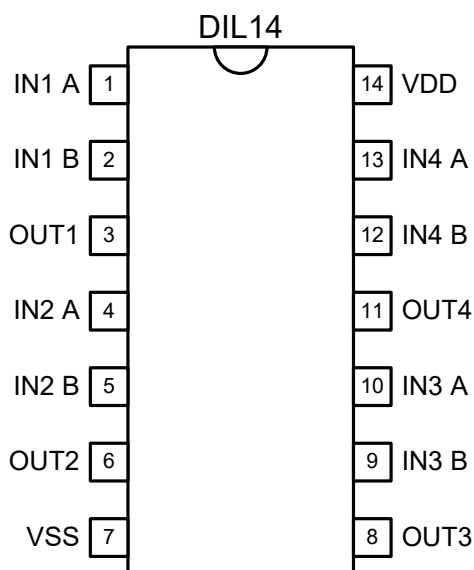 DIL14
IN1 A 1 14 VDD
IN1 B 2 13 IN4 A
OUT1 3 12 IN4 B
IN2 A 4 11 OUT4
IN2 B 5 10 IN3 A
OUT2 6 9 IN3 B
VSS 7 8 OUT3